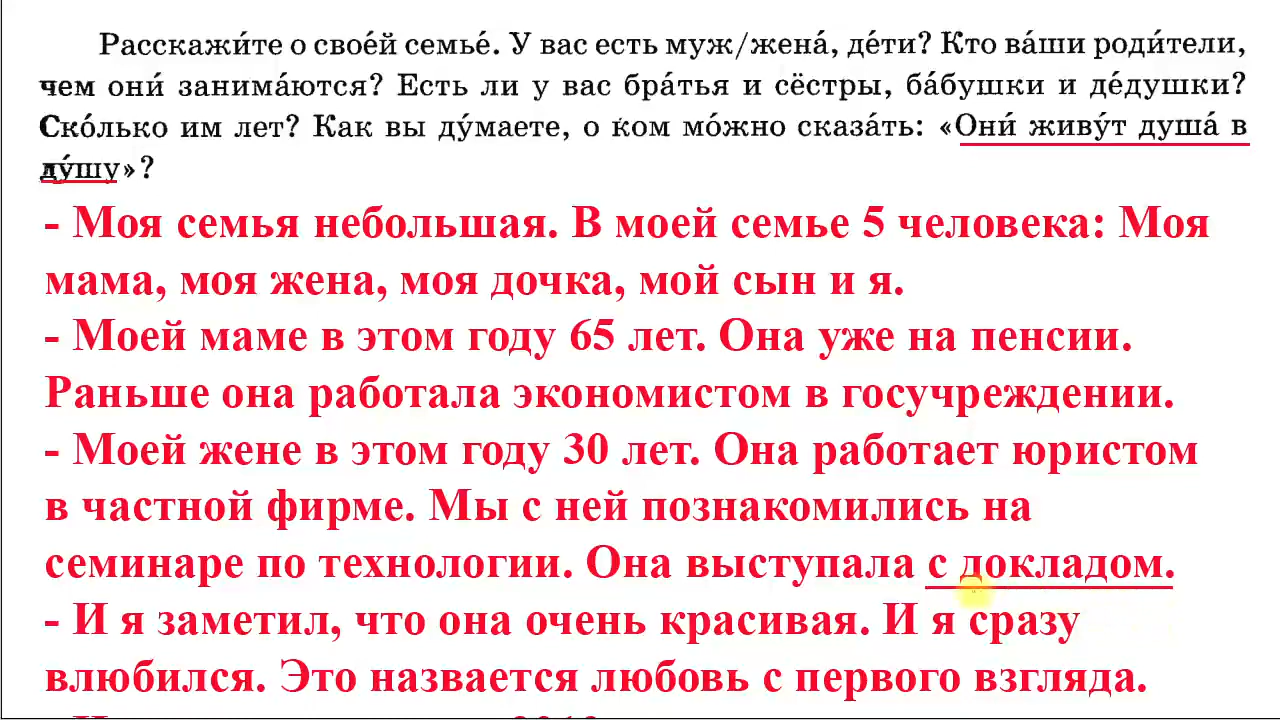 Расскажи́те о свое́й семье́. У вас есть муж/жена́, де́ти? Кто ва́ши роди́тели,
чем они́ занима́ются? Есть ли у вас бра́тья и сёстры, ба́бушки и де́душки?
Ско́лько им лет? Как вы ду́маете, о ком мо́жно сказа́ть: «Они́ живу́т душа́ в
ду́шу»?
- Моя семья небольшая. В моей семье 5 человека: Моя
мама, моя жена, моя дочка, мой сын и я.
- Моей маме в этом году 65 лет. Она уже на пенсии.
Раньше она работала экономистом в госучреждении.
- Моей жене в этом году 30 лет. Она работает юристом
в частной фирме. Мы с ней познакомились на
семинаре по технологии. Она выступала с докладом.
- И я заметил, что она очень красивая. И я сразу
влюбился. Это назвается любовь с первого взгляда.